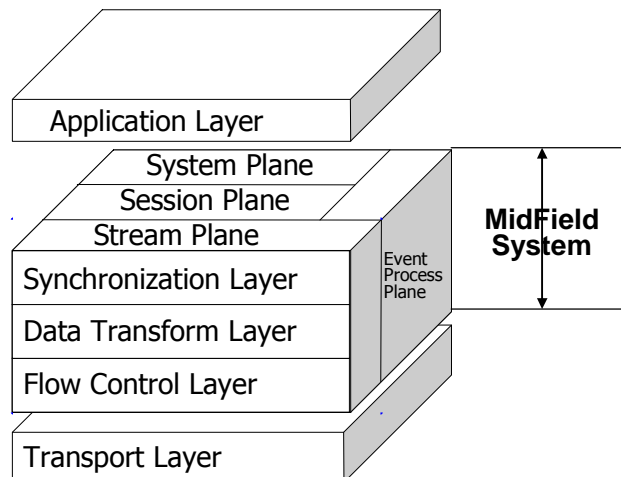 Application Layer
System Plane
Session Plane
Stream Plane
Synchronization Layer
Data Transform Layer
Flow Control Layer
Event
Process
Plane
Transport Layer
MidField
System